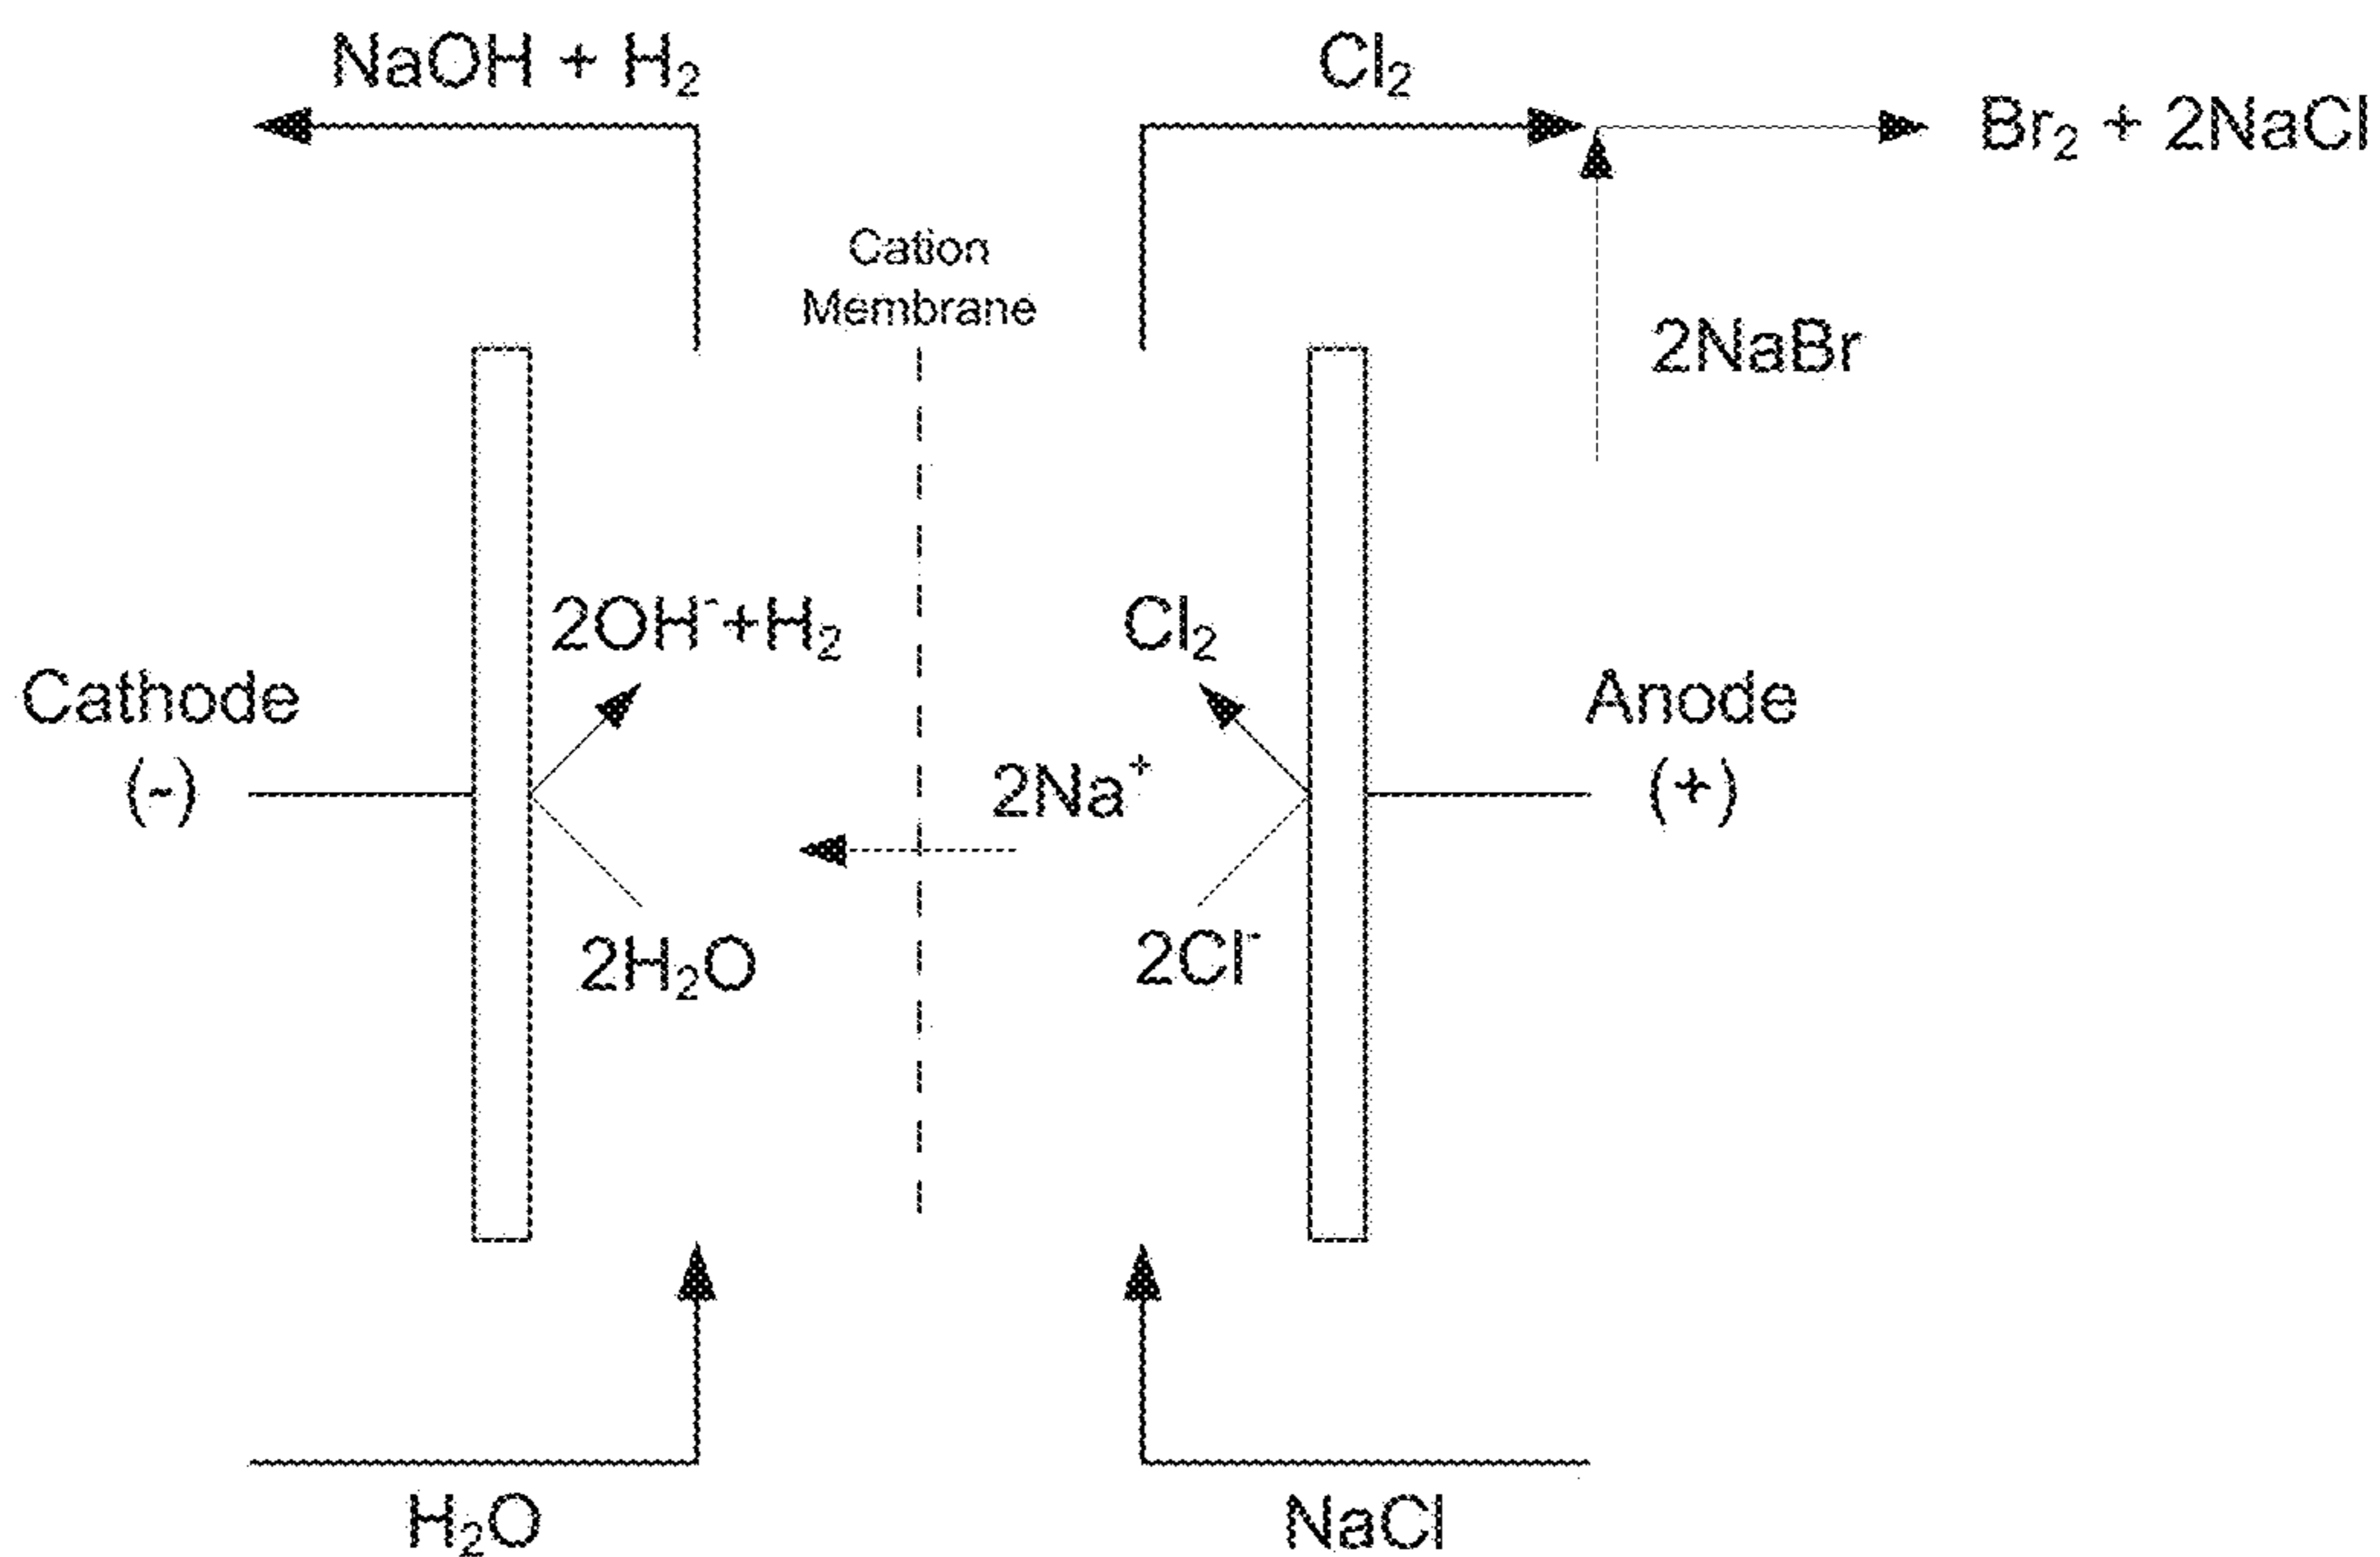 NaOH + H₂
Cl₂
Br₂ + 2NaCl
Cation
Membrane
2NaBr
2OH⁻+H₂
Cl₂
Cathode
(-)
Anode
(+)
2Na⁺
2H₂O
2Cl⁻
H₂O
NaCl